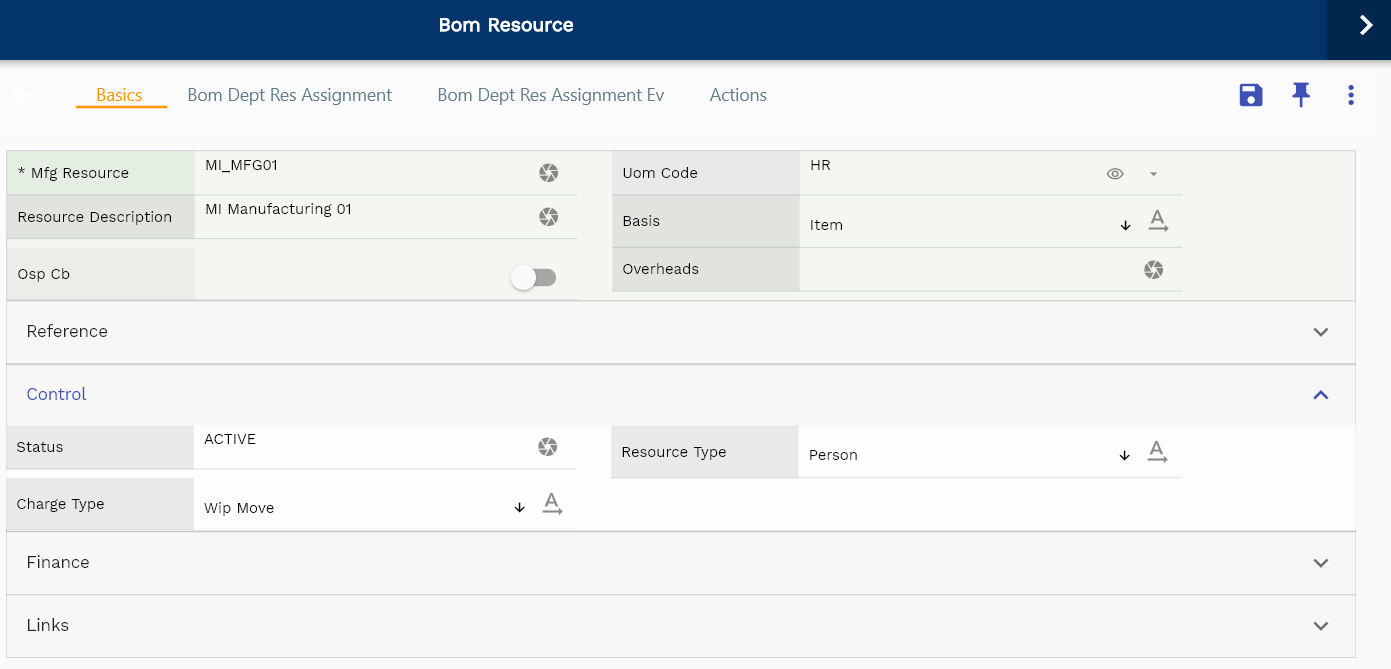 Bom Resource
Basics Bom Dept Res Assignment Bom Dept Res Assignment Ev Actions
* Mfg Resource MI_MFG01 Uom Code HR
Resource Description MI Manufacturing 01 Basis Item
Osp Cb Overheads
Reference
Control
Status ACTIVE Resource Type Person
Charge Type Wip Move
Finance
Links